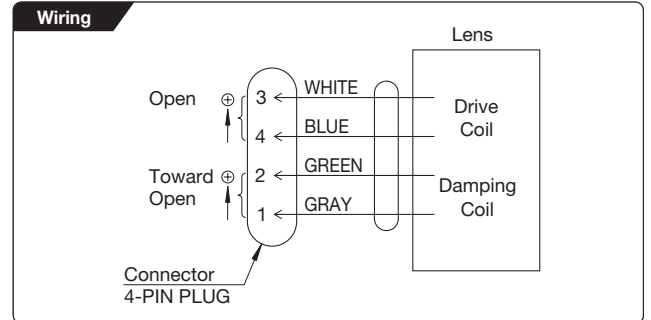 Wiring
Lens
Open ⊕ 3 WHITE
Drive
Coil
4 BLUE
Toward ⊕ 2 GREEN
Open
Damping
Coil
1 GRAY
Connector
4-PIN PLUG